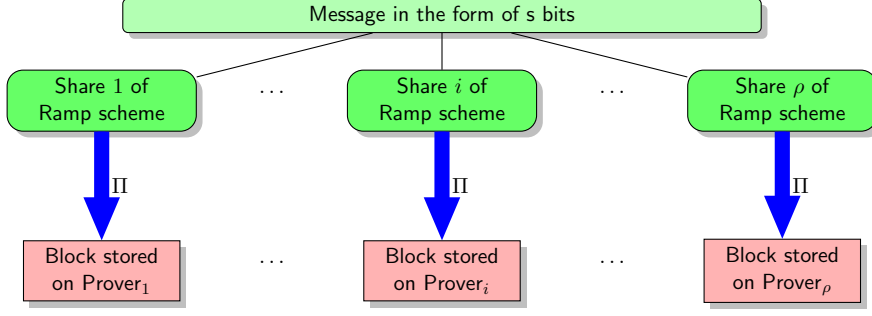 Message in the form of s bits
Share 1 of
Ramp scheme
...
Share i of
Ramp scheme
...
Share ρ of
Ramp scheme
Π
Π
Π
Block stored
on Prover₁
...
Block stored
on Proverᵢ
...
Block stored
on Proverᵨ